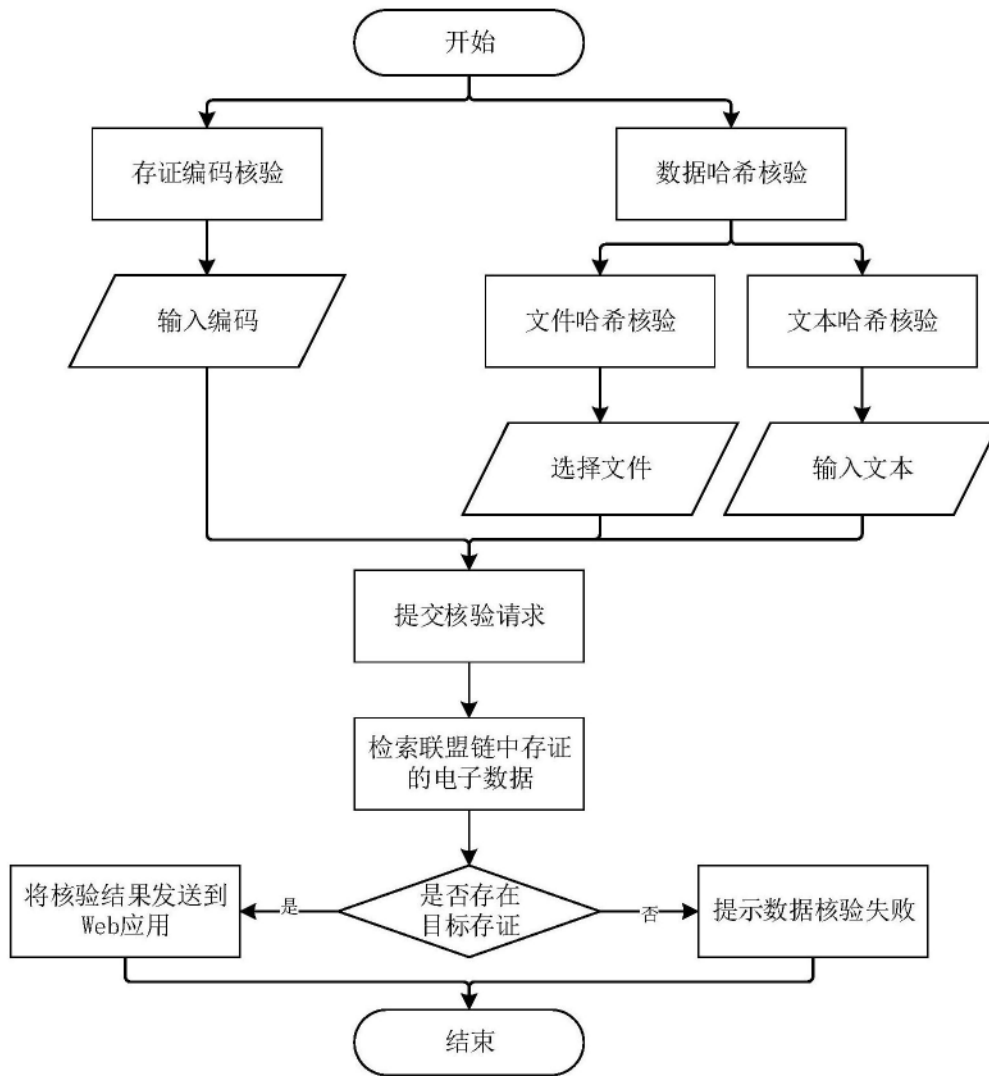 开始
存证编码核验
数据哈希核验
输入编码
文件哈希核验
文本哈希核验
选择文件
输入文本
提交核验请求
检索联盟链中存证
的电子数据
将核验结果发送到
Web应用
是
是否存在
目标存证
否
提示数据核验失败
结束